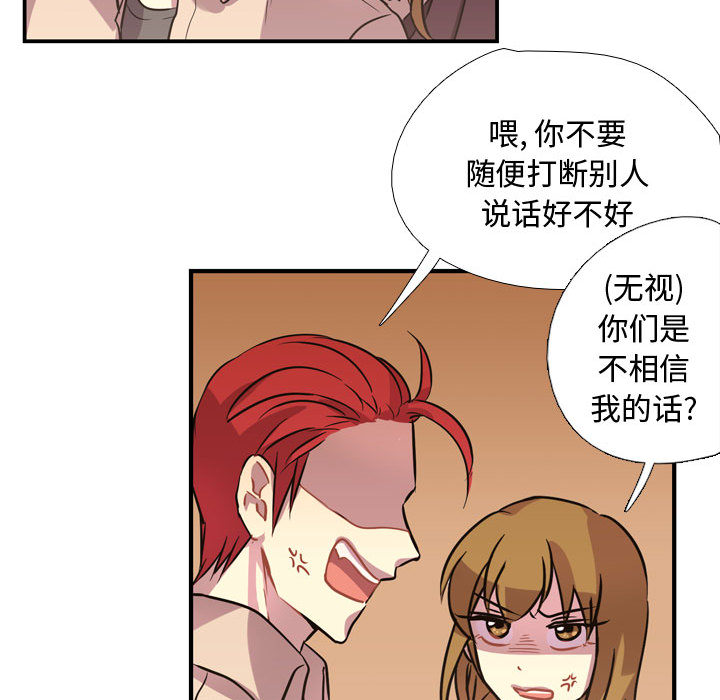 喂, 你不要
随便打断别人
说话好不好
(无视)
你们是
不相信
我的话?